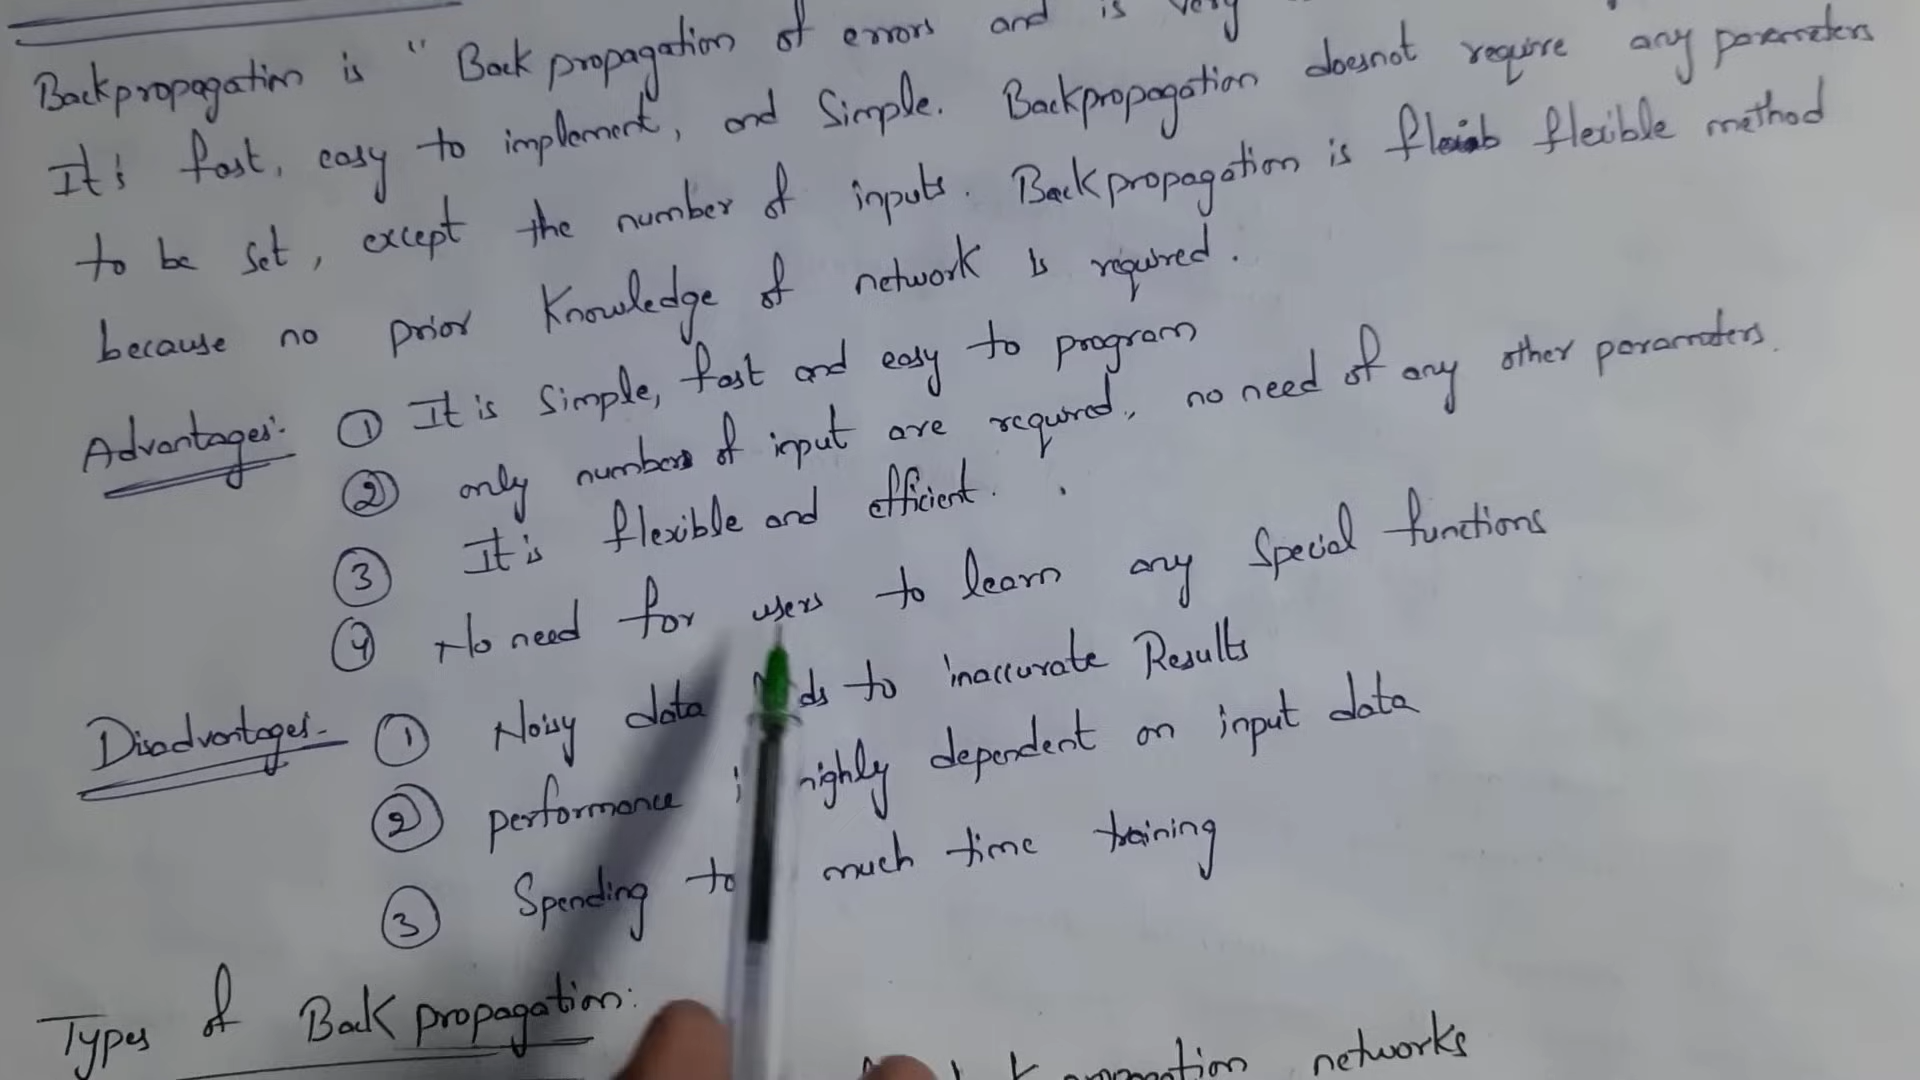 Backpropagation is "Back propagation of errors and is very
It's fast, easy to implement, and Simple. Backpropagation doesnot require any parameters
to be set, except the number of inputs. Backpropagation is flexible method
because no prior Knowledge of network is required.
Advantages:- ① It is Simple, fast and easy to program
② only numbers of input are required, no need of any other parameters.
③ It is flexible and efficient.
④ No need for users to learn any Special functions
Disadvantages:- ① Noisy data to inaccurate Results
② performance highly dependent on input data
③ Spending to much time training
Types of Back propagation:
networks